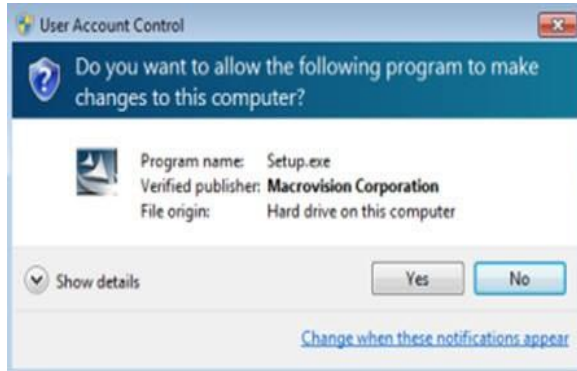 User Account Control
Do you want to allow the following program to make
changes to this computer?
Program name: Setup.exe
Verified publisher: Macrovision Corporation
File origin: Hard drive on this computer
Show details Yes No
Change when these notifications appear